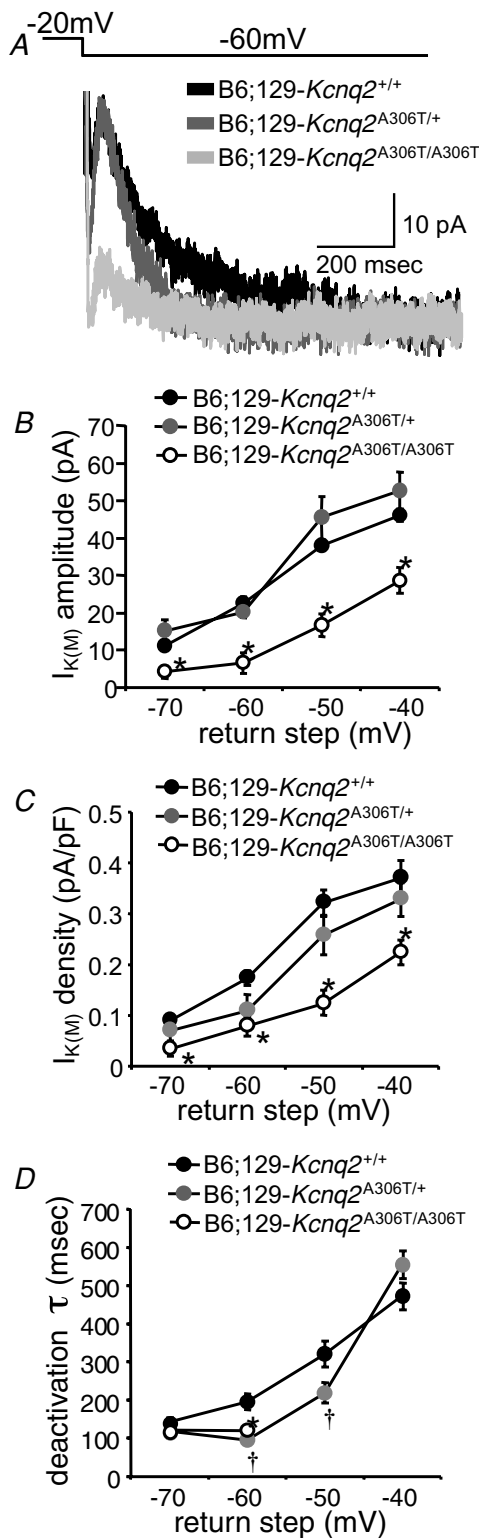 -20mV
-60mV
A
B6;129-Kcnq2+/+
B6;129-Kcnq2A306T/+
B6;129-Kcnq2A306T/A306T
10 pA
200 msec
B
B6;129-Kcnq2+/+
B6;129-Kcnq2A306T/+
B6;129-Kcnq2A306T/A306T
IK(M) amplitude (pA)
70
60
50
40
30
20
10
0
* * * *
-70 -60 -50 -40
return step (mV)
C
B6;129-Kcnq2+/+
B6;129-Kcnq2A306T/+
B6;129-Kcnq2A306T/A306T
IK(M) density (pA/pF)
0.5
0.4
0.3
0.2
0.1
0
* * * *
-70 -60 -50 -40
return step (mV)
D
B6;129-Kcnq2+/+
B6;129-Kcnq2A306T/+
B6;129-Kcnq2A306T/A306T
deactivation τ (msec)
700
600
500
400
300
200
100
0
*
† †
-70 -60 -50 -40
return step (mV)